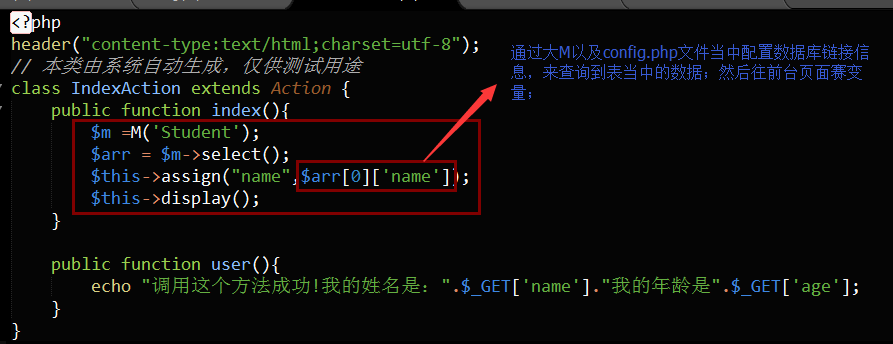 <?php
header("content-type:text/html;charset=utf-8");
// 本类由系统自动生成，仅供测试用途
class IndexAction extends Action {
public function index(){
$m =M('Student');
$arr = $m->select();
$this->assign("name",$arr[0]['name']);
$this->display();
}
public function user(){
echo "调用这个方法成功!我的姓名是：".$_GET['name']."我的年龄是".$_GET['age'];
}
}
通过大M以及config.php文件当中配置数据库链接信
息，来查询到表当中的数据；然后往前台页面赛变
量；